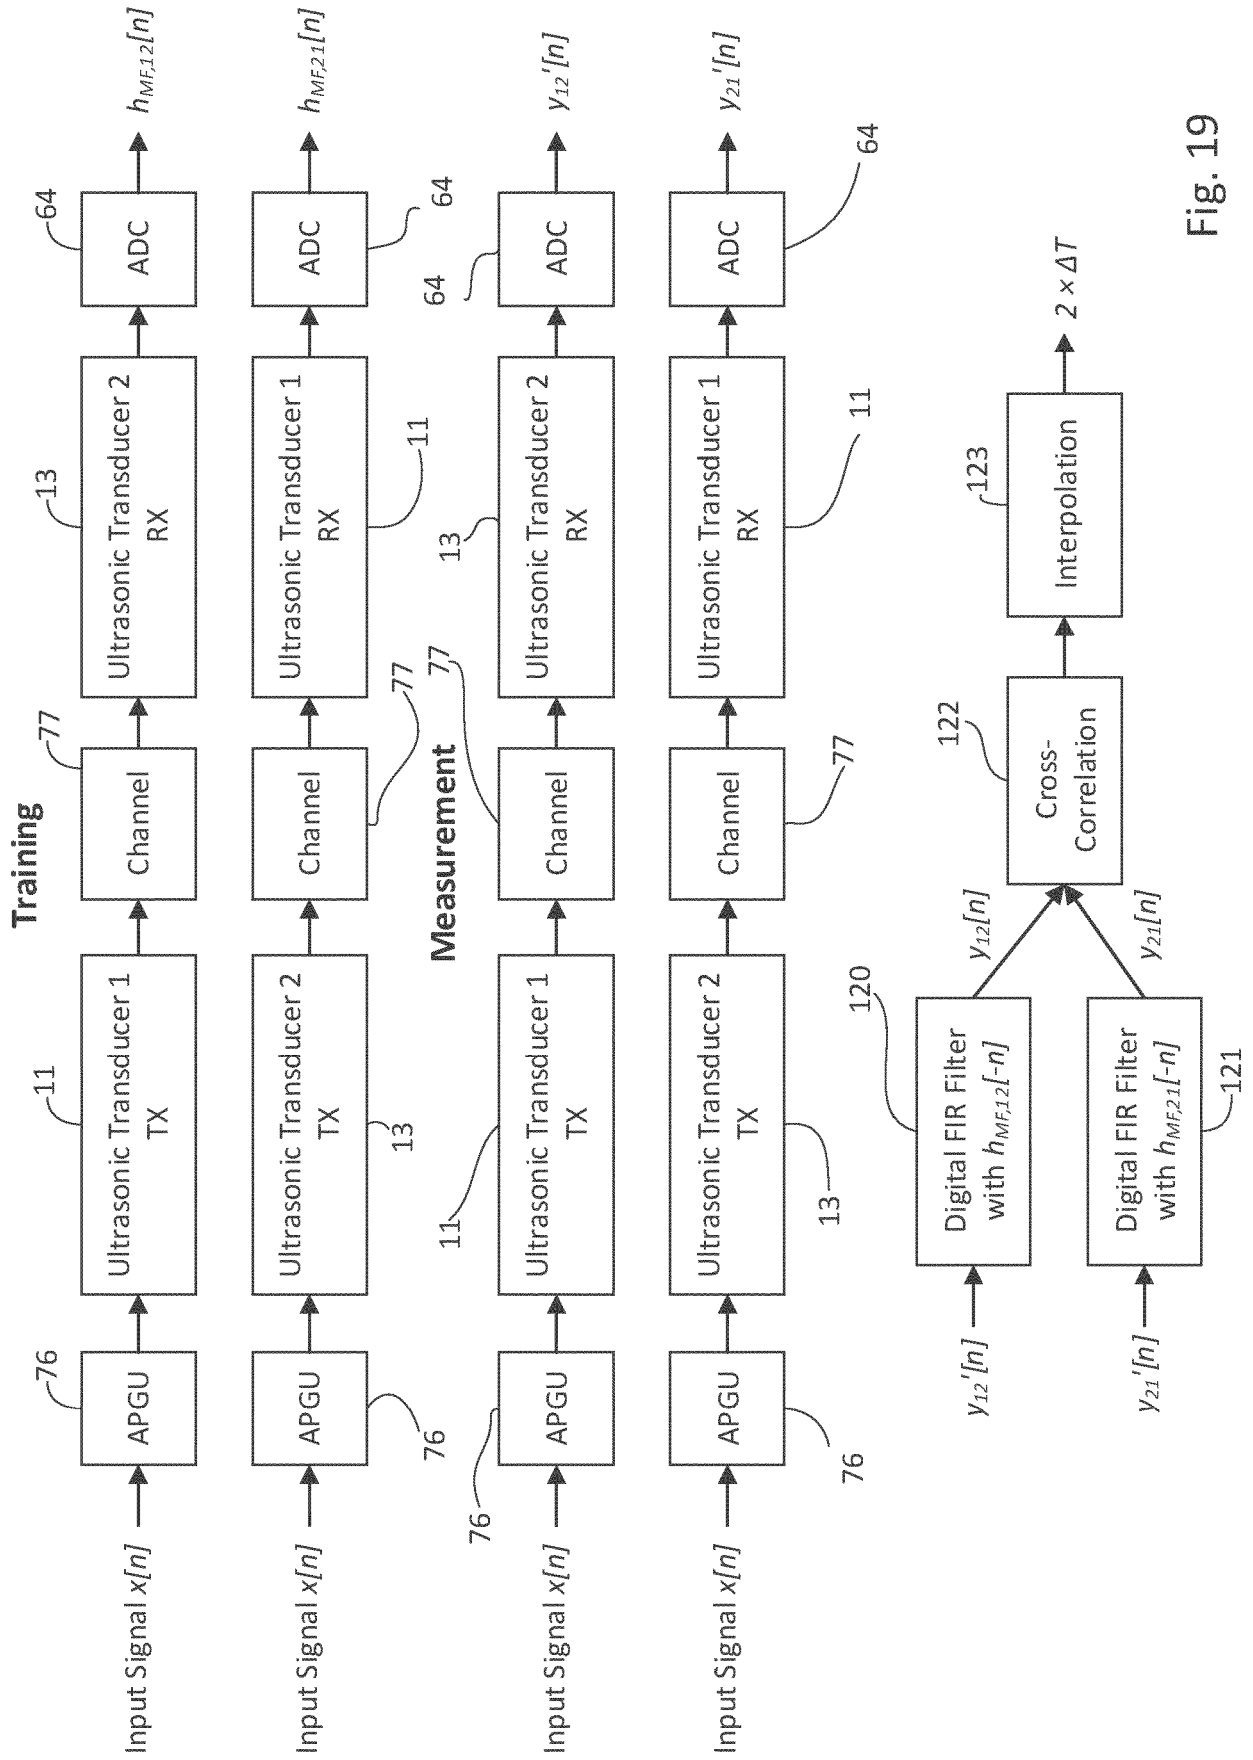 Training
76
11
77
13
64
Input Signal x[n]
APGU
Ultrasonic Transducer 1
TX
Channel
Ultrasonic Transducer 2
RX
ADC
h_MF,12[n]
Input Signal x[n]
APGU
Ultrasonic Transducer 2
TX
Channel
Ultrasonic Transducer 1
RX
ADC
h_MF,21[n]
76
13
77
11
64
Measurement
76
11
77
13
64
Input Signal x[n]
APGU
Ultrasonic Transducer 1
TX
Channel
Ultrasonic Transducer 2
RX
ADC
y_12'[n]
Input Signal x[n]
APGU
Ultrasonic Transducer 2
TX
Channel
Ultrasonic Transducer 1
RX
ADC
y_21'[n]
76
13
77
11
64
120
y_12'[n]
Digital FIR Filter
with h_MF,12[-n]
y_12[n]
122
Cross-
Correlation
123
Interpolation
2 × ΔT
y_21'[n]
Digital FIR Filter
with h_MF,21[-n]
y_21[n]
121
Fig. 19